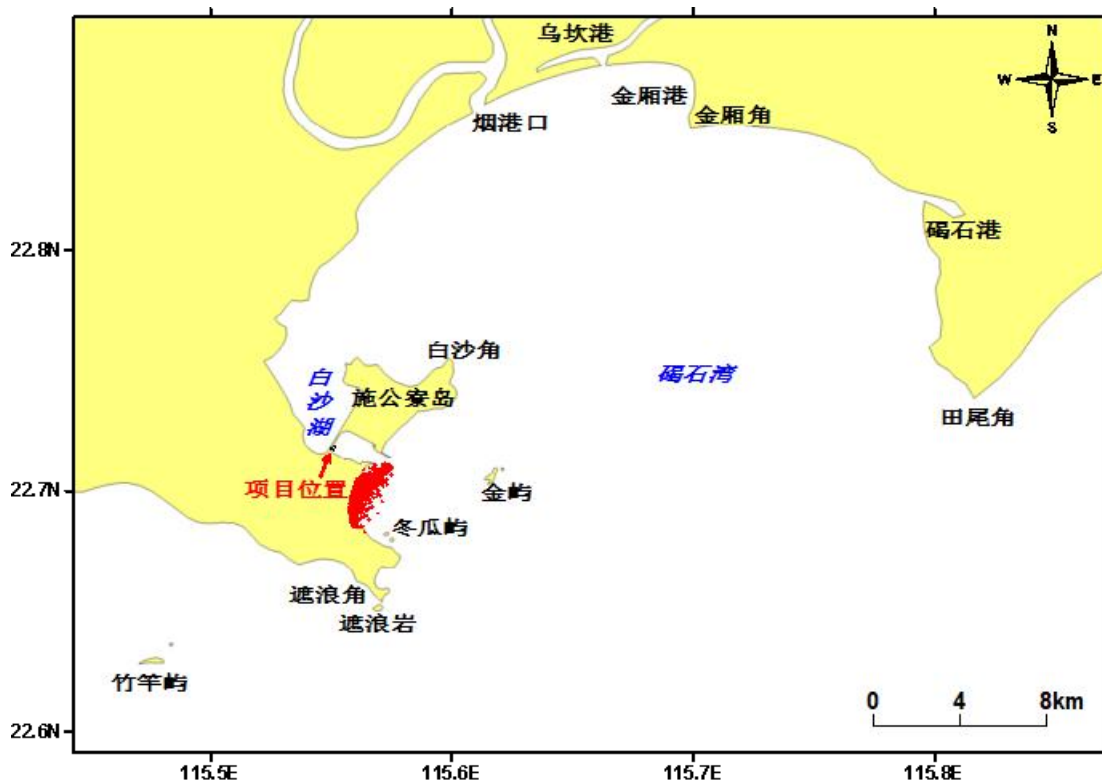 乌坎港
N
W E
S
金厢港
金厢角
烟港口
碣石港
22.8N
白沙角
白沙湖
碣石湾
施公寮岛
田尾角
项目位置
22.7N
金屿
冬瓜屿
遮浪角
遮浪岩
竹竿屿
0 4 8km
22.6N
115.5E 115.6E 115.7E 115.8E